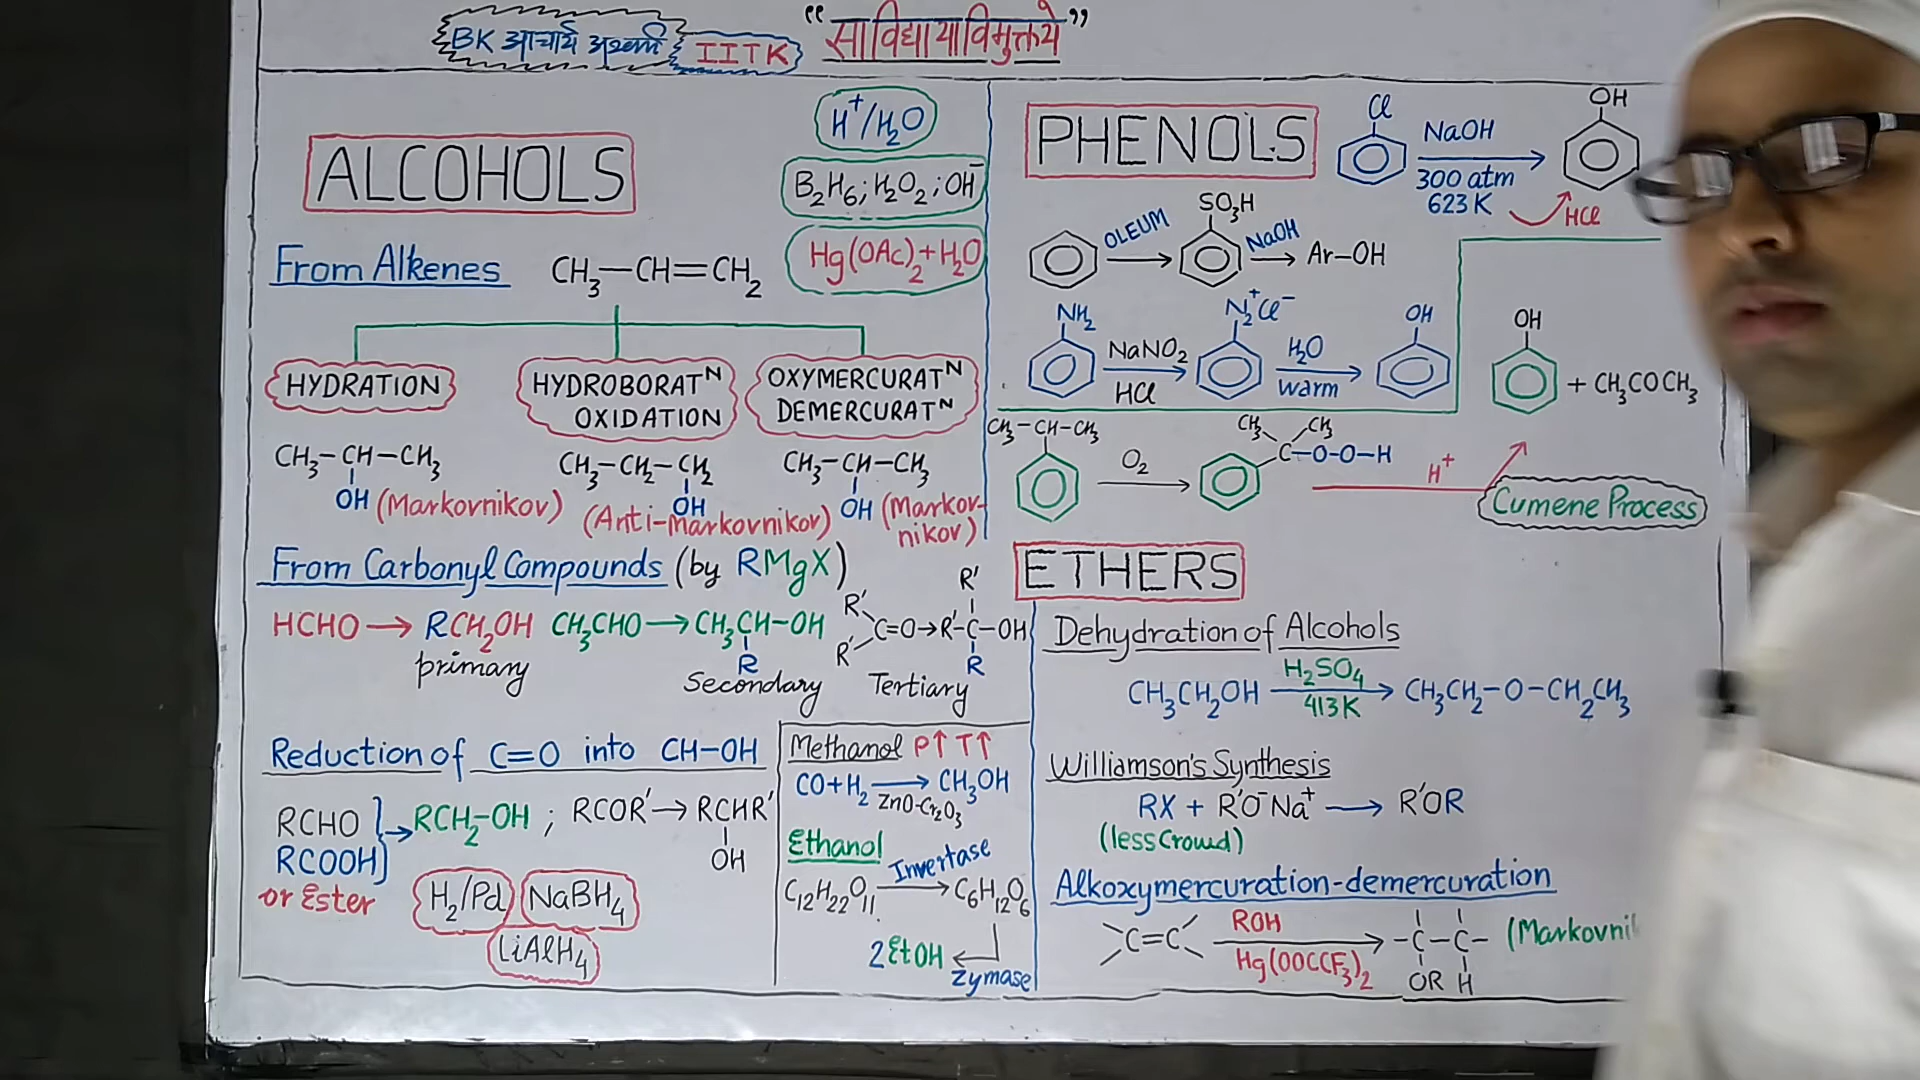 BK आचार्य अश्वनी IITK "सा विद्या या विमुक्तये"
ALCOHOLS
H⁺/H₂O
B₂H₆; H₂O₂; OH⁻
Hg(OAc)₂+H₂O
From Alkenes CH₃—CH=CH₂
HYDRATION
HYDROBORATᴺ
OXIDATION
OXYMERCURATᴺ
DEMERCURATᴺ
CH₃-CH-CH₃
OH (Markovnikov)
CH₃-CH₂-CH₂
OH
(Anti-markovnikov)
CH₃-CH-CH₃
OH (Markov-
nikov)
From Carbonyl Compounds (by RMgX)
HCHO → RCH₂OH
primary
CH₃CHO → CH₃CH-OH
R
Secondary
R'
R'
C=O → R'-C-OH
R'
R
Tertiary
Reduction of C=O into CH-OH
RCHO
RCOOH
or Ester
→ RCH₂-OH ; RCOR' → RCHR'
OH
H₂/Pd NaBH₄
LiAlH₄
Methanol P↑ T↑
CO+H₂ → CH₃OH
ZnO-Cr₂O₃
Ethanol
Invertase
C₁₂H₂₂O₁₁ → C₆H₁₂O₆
2EtOH ←
Zymase
PHENOLS
Cl
NaOH
300 atm
623K
HCl
OH
OLEUM
SO₃H
NaOH
→ Ar-OH
NH₂
NaNO₂
HCl
N₂⁺Cl⁻
H₂O
warm
OH
CH₃-CH-CH₃
O₂
CH₃ CH₃
C-O-O-H
H⁺
OH
+ CH₃COCH₃
Cumene Process
ETHERS
Dehydration of Alcohols
H₂SO₄
CH₃CH₂OH → CH₃CH₂-O-CH₂CH₃
413K
Williamson's Synthesis
RX + R'O⁻Na⁺ → R'OR
(less Crowd)
Alkoxymercuration-demercuration
ROH
C=C → -C-C- (Markovni
Hg(OOCCF₃)₂
OR H